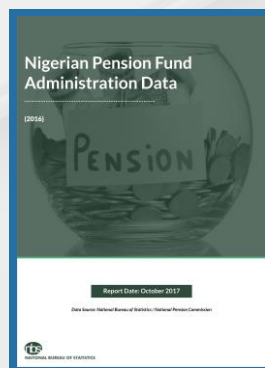 Nigerian Pension Fund
Administration Data
(2016)
PENSION
Report Date: October 2017
Data Source: National Bureau of Statistics / National Pension Commission
nbs
NATIONAL BUREAU OF STATISTICS